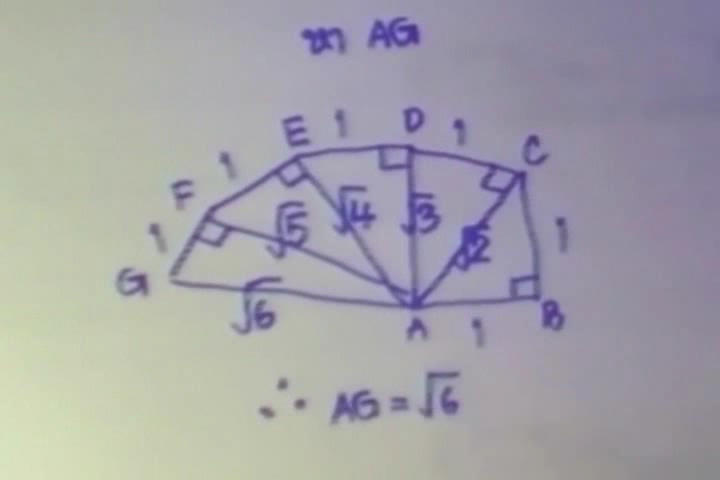 หา AG
E 1 D 1 C
1
F √5 √4 √3 √2
1 1
G √6 A 1 B
∴ AG = √6